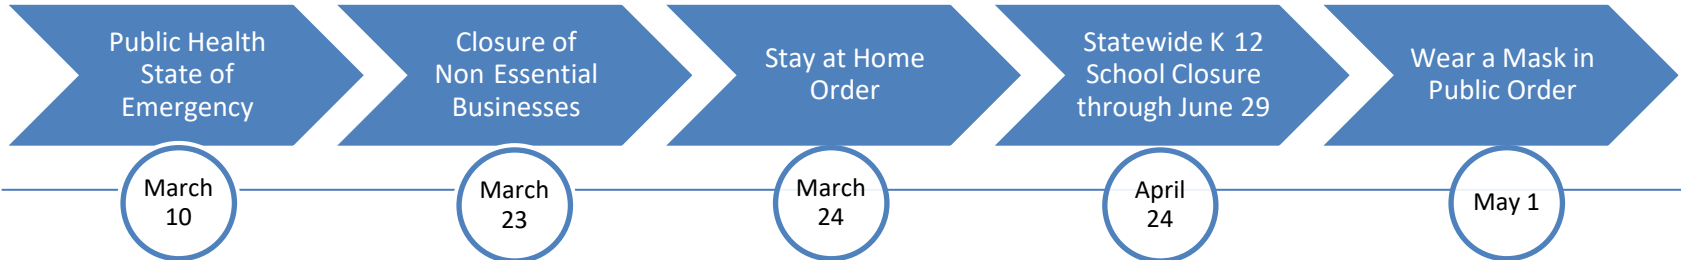 Public Health
State of
Emergency
Closure of
Non Essential
Businesses
Stay at Home
Order
Statewide K 12
School Closure
through June 29
Wear a Mask in
Public Order
March
10
March
23
March
24
April
24
May 1